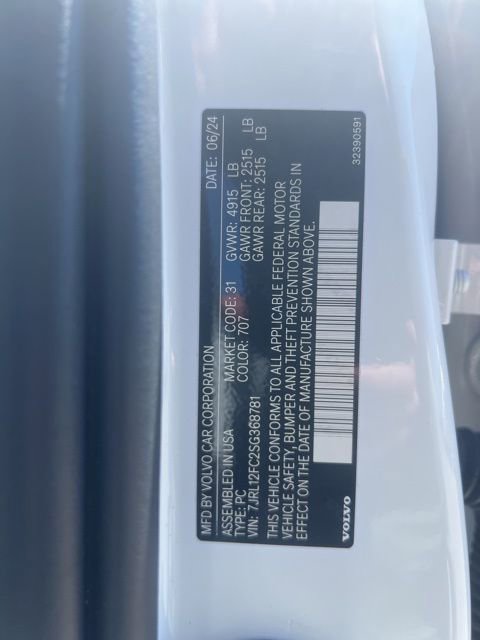 MFD BY VOLVO CAR CORPORATION DATE: 06/24
ASSEMBLED IN USA MARKET CODE: 31 GVWR: 4915 LB
TYPE: PC COLOR: 707 GAWR FRONT: 2515 LB
VIN: 7JRL12FC2SG368781 GAWR REAR: 2515 LB
THIS VEHICLE CONFORMS TO ALL APPLICABLE FEDERAL MOTOR
VEHICLE SAFETY, BUMPER AND THEFT PREVENTION STANDARDS IN
EFFECT ON THE DATE OF MANUFACTURE SHOWN ABOVE.
VOLVO 32390591